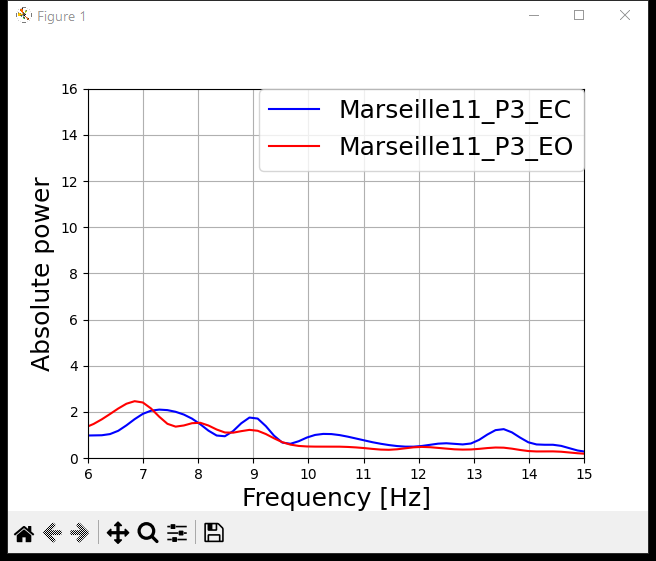 Figure 1
Marseille11_P3_EC
Marseille11_P3_EO
Absolute power
16
14
12
10
8
6
4
2
0
6 7 8 9 10 11 12 13 14 15
Frequency [Hz]